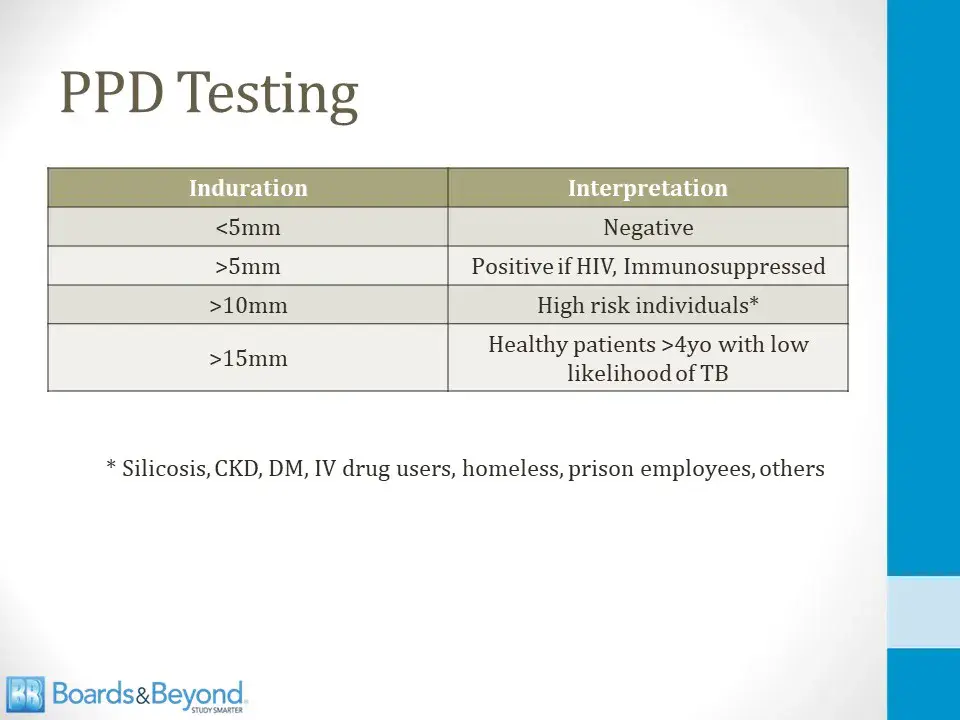 PPD Testing
Induration Interpretation
<5mm Negative
>5mm Positive if HIV, Immunosuppressed
>10mm High risk individuals*
>15mm Healthy patients >4yo with low
likelihood of TB
* Silicosis, CKD, DM, IV drug users, homeless, prison employees, others
BB Boards&Beyond.
STUDY SMARTER